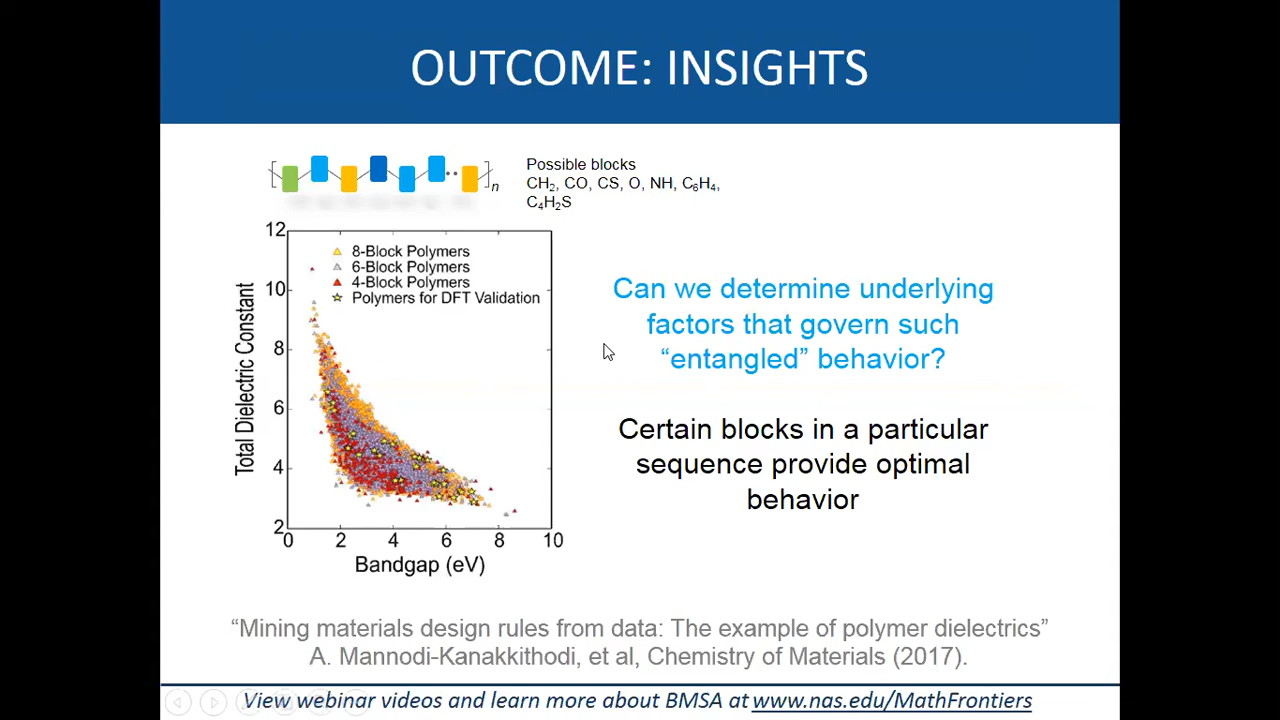 OUTCOME: INSIGHTS
n
Possible blocks
CH₂, CO, CS, O, NH, C₆H₄,
C₄H₂S
12
10
8
6
4
2
Total Dielectric Constant
8-Block Polymers
6-Block Polymers
4-Block Polymers
Polymers for DFT Validation
0 2 4 6 8 10
Bandgap (eV)
Can we determine underlying
factors that govern such
“entangled” behavior?
Certain blocks in a particular
sequence provide optimal
behavior
“Mining materials design rules from data: The example of polymer dielectrics”
A. Mannodi-Kanakkithodi, et al, Chemistry of Materials (2017).
View webinar videos and learn more about BMSA at www.nas.edu/MathFrontiers